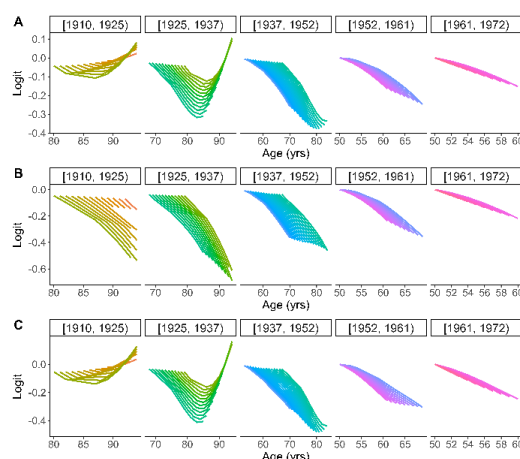 A
[1910, 1925) [1925, 1937) [1937, 1952) [1952, 1961) [1961, 1972)
Logit
0.1
0.0
-0.1
-0.2
-0.3
-0.4
80 85 90 70 80 90 60 70 80 50 55 60 65 50 52 54 56 58 60
Age (yrs)
B
[1910, 1925) [1925, 1937) [1937, 1952) [1952, 1961) [1961, 1972)
Logit
0.0
-0.2
-0.4
-0.6
80 85 90 70 80 90 60 70 80 50 55 60 65 50 52 54 56 58 60
Age (yrs)
C
[1910, 1925) [1925, 1937) [1937, 1952) [1952, 1961) [1961, 1972)
Logit
0.0
-0.2
-0.4
80 85 90 70 80 90 60 70 80 50 55 60 65 50 52 54 56 58 60
Age (yrs)